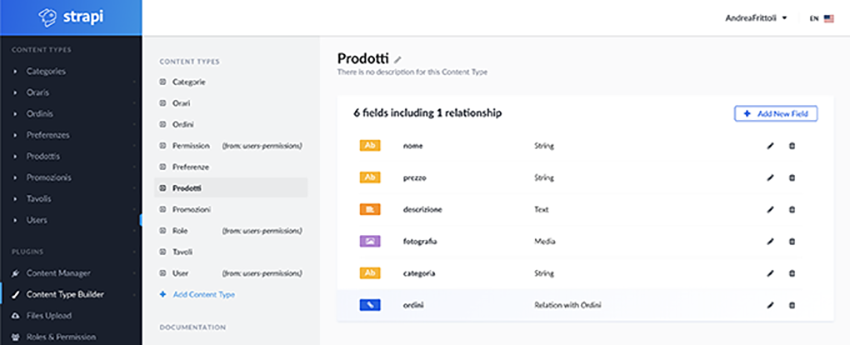 strapi
AndreaFrittoli
EN
CONTENT TYPES
Categories
Oraris
Ordinis
Preferenzes
Prodottis
Promozionis
Tavolis
Users
PLUGINS
Content Manager
Content Type Builder
Files Upload
Roles & Permission
CONTENT TYPES
Categorie
Orari
Ordini
Permission (from: users-permissions)
Preferenze
Prodotti
Promozioni
Role (from: users-permissions)
Tavoli
User (from: users-permissions)
+ Add Content Type
DOCUMENTATION
Prodotti
There is no description for this Content Type
6 fields including 1 relationship
+ Add New Field
Ab nome String
Ab prezzo String
descrizione Text
fotografia Media
Ab categoria String
ordini Relation with Ordini